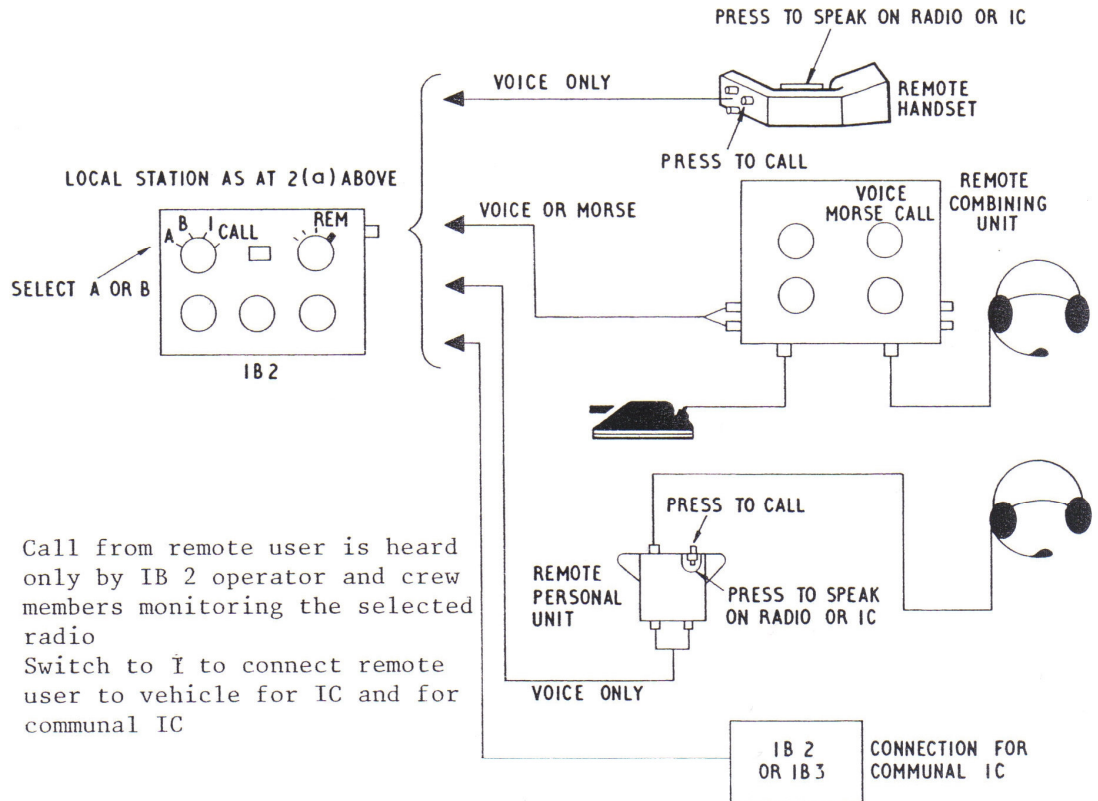 PRESS TO SPEAK ON RADIO OR IC
VOICE ONLY
REMOTE
HANDSET
PRESS TO CALL
LOCAL STATION AS AT 2(a) ABOVE
A B I CALL
REM
SELECT A OR B
IB2
VOICE OR MORSE
VOICE
MORSE CALL
REMOTE
COMBINING
UNIT
Call from remote user is heard
only by IB 2 operator and crew
members monitoring the selected
radio
Switch to I to connect remote
user to vehicle for IC and for
communal IC
PRESS TO CALL
REMOTE
PERSONAL
UNIT
PRESS TO SPEAK
ON RADIO OR IC
VOICE ONLY
IB 2
OR IB3
CONNECTION FOR
COMMUNAL IC